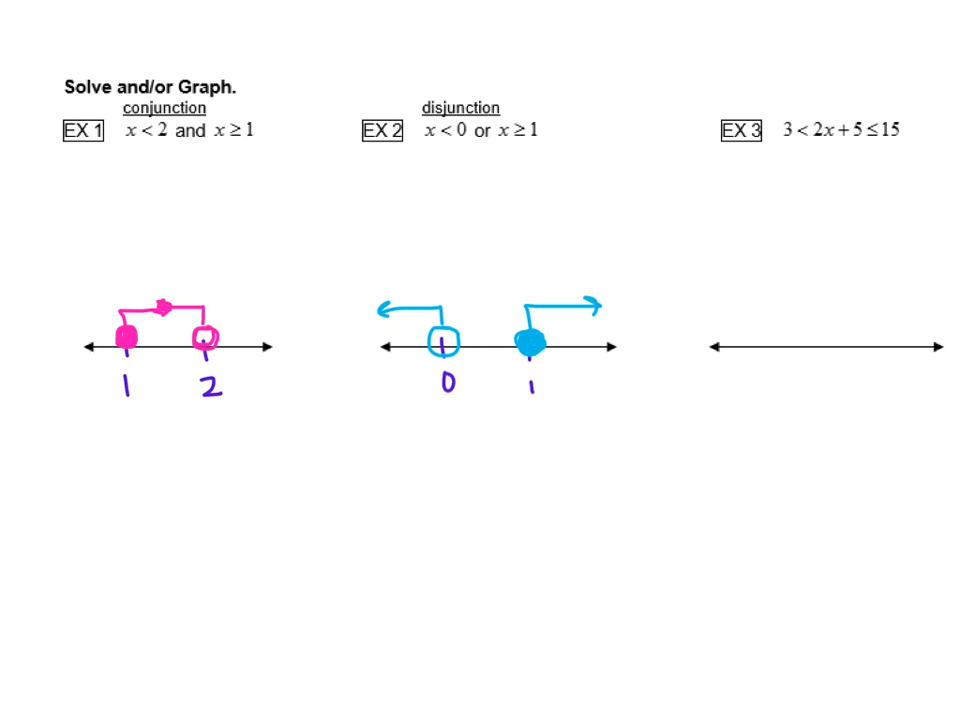 Solve and/or Graph.
conjunction
EX 1 x < 2 and x ≥ 1
disjunction
EX 2 x < 0 or x ≥ 1
EX 3 3 < 2x + 5 ≤ 15
1 2
0 1